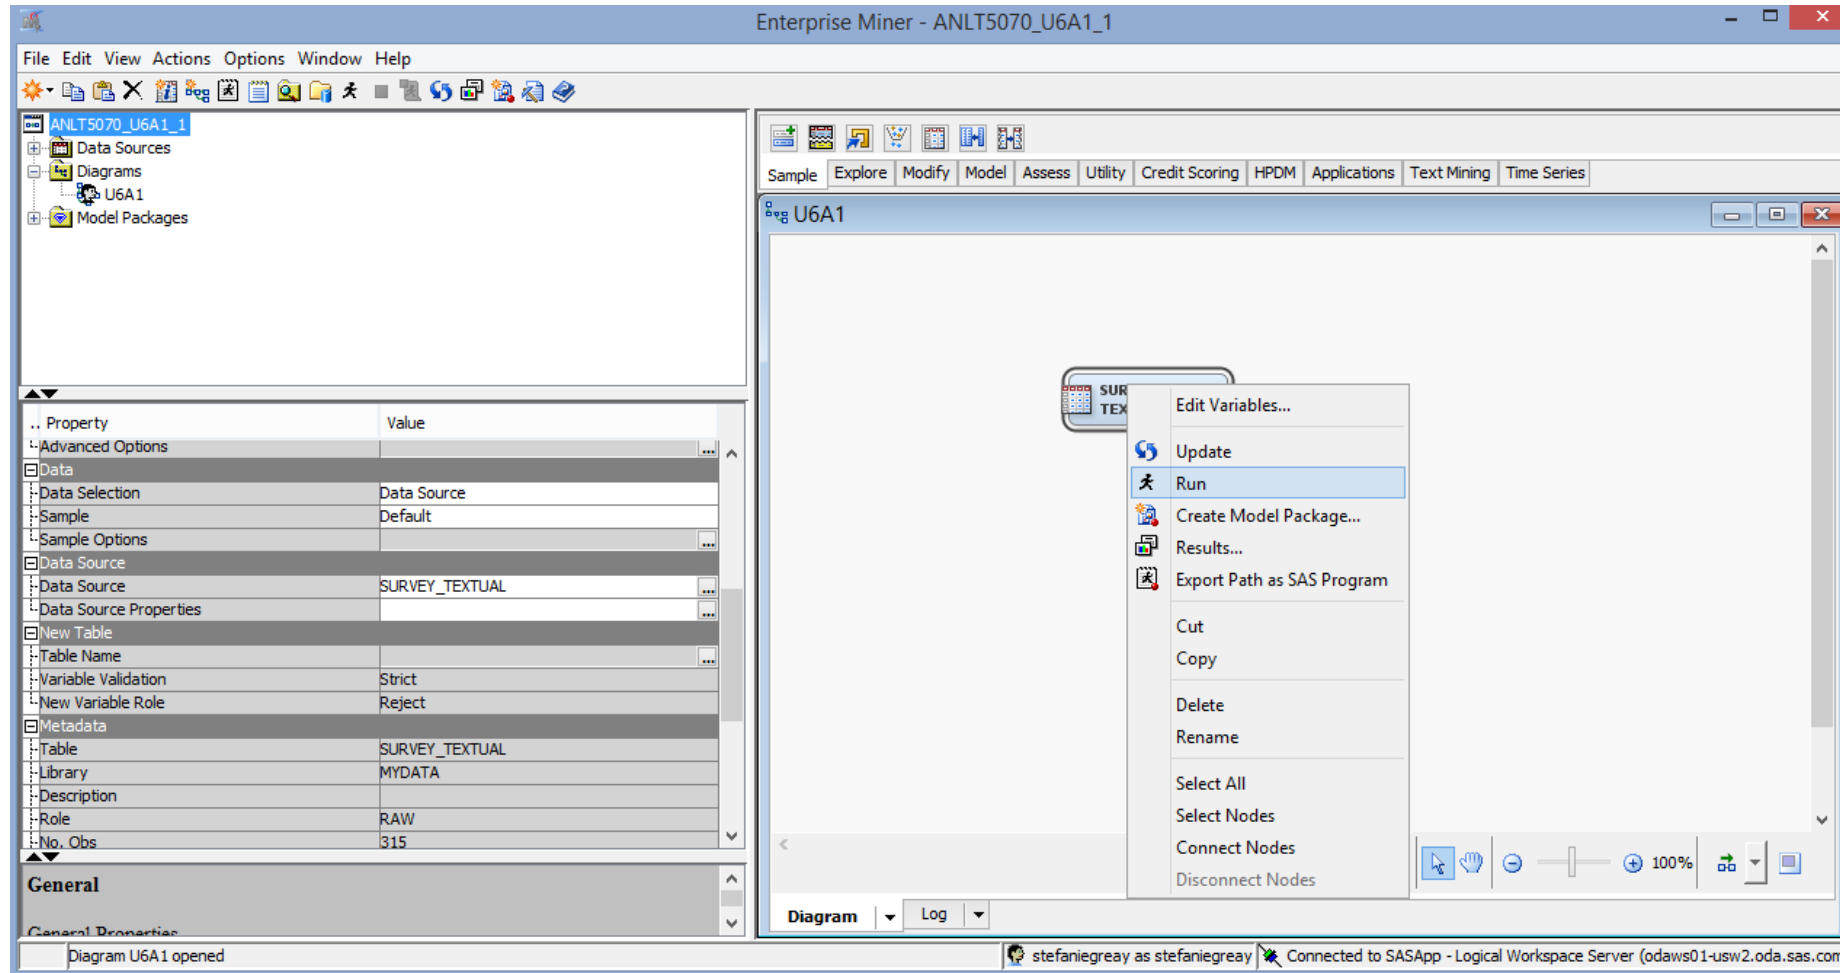 Enterprise Miner - ANLT5070_U6A1_1
File Edit View Actions Options Window Help
ANLT5070_U6A1_1
Data Sources
Diagrams
U6A1
Model Packages
Sample Explore Modify Model Assess Utility Credit Scoring HPDM Applications Text Mining Time Series
U6A1
SUR
TEX
Edit Variables...
Update
Run
Create Model Package...
Results...
Export Path as SAS Program
Cut
Copy
Delete
Rename
Select All
Select Nodes
Connect Nodes
Disconnect Nodes
.. Property Value
Advanced Options ...
Data
Data Selection Data Source
Sample Default
Sample Options ...
Data Source
Data Source SURVEY_TEXTUAL ...
Data Source Properties ...
New Table
Table Name ...
Variable Validation Strict
New Variable Role Reject
Metadata
Table SURVEY_TEXTUAL
Library MYDATA
Description
Role RAW
No. Obs 315
General
General Properties
100%
Diagram Log
Diagram U6A1 opened
stefaniegreay as stefaniegreay Connected to SASApp - Logical Workspace Server (odaws01-usw2.oda.sas.com